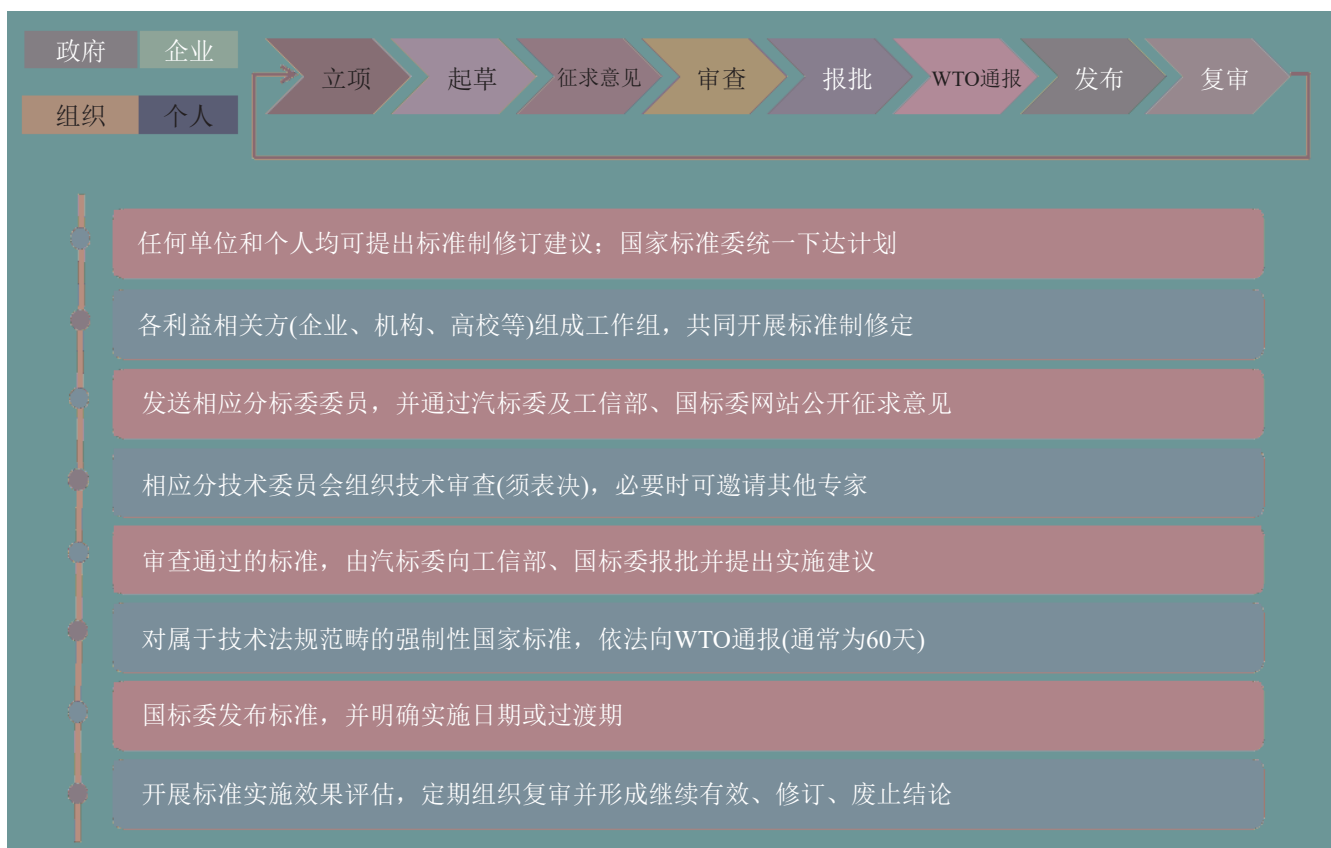 政府 企业
组织 个人
立项 起草 征求意见 审查 报批 WTO通报 发布 复审
任何单位和个人均可提出标准制修订建议；国家标准委统一下达计划
各利益相关方(企业、机构、高校等)组成工作组，共同开展标准制修定
发送相应分标委委员，并通过汽标委及工信部、国标委网站公开征求意见
相应分技术委员会组织技术审查(须表决)，必要时可邀请其他专家
审查通过的标准，由汽标委向工信部、国标委报批并提出实施建议
对属于技术法规范畴的强制性国家标准，依法向WTO通报(通常为60天)
国标委发布标准，并明确实施日期或过渡期
开展标准实施效果评估，定期组织复审并形成继续有效、修订、废止结论